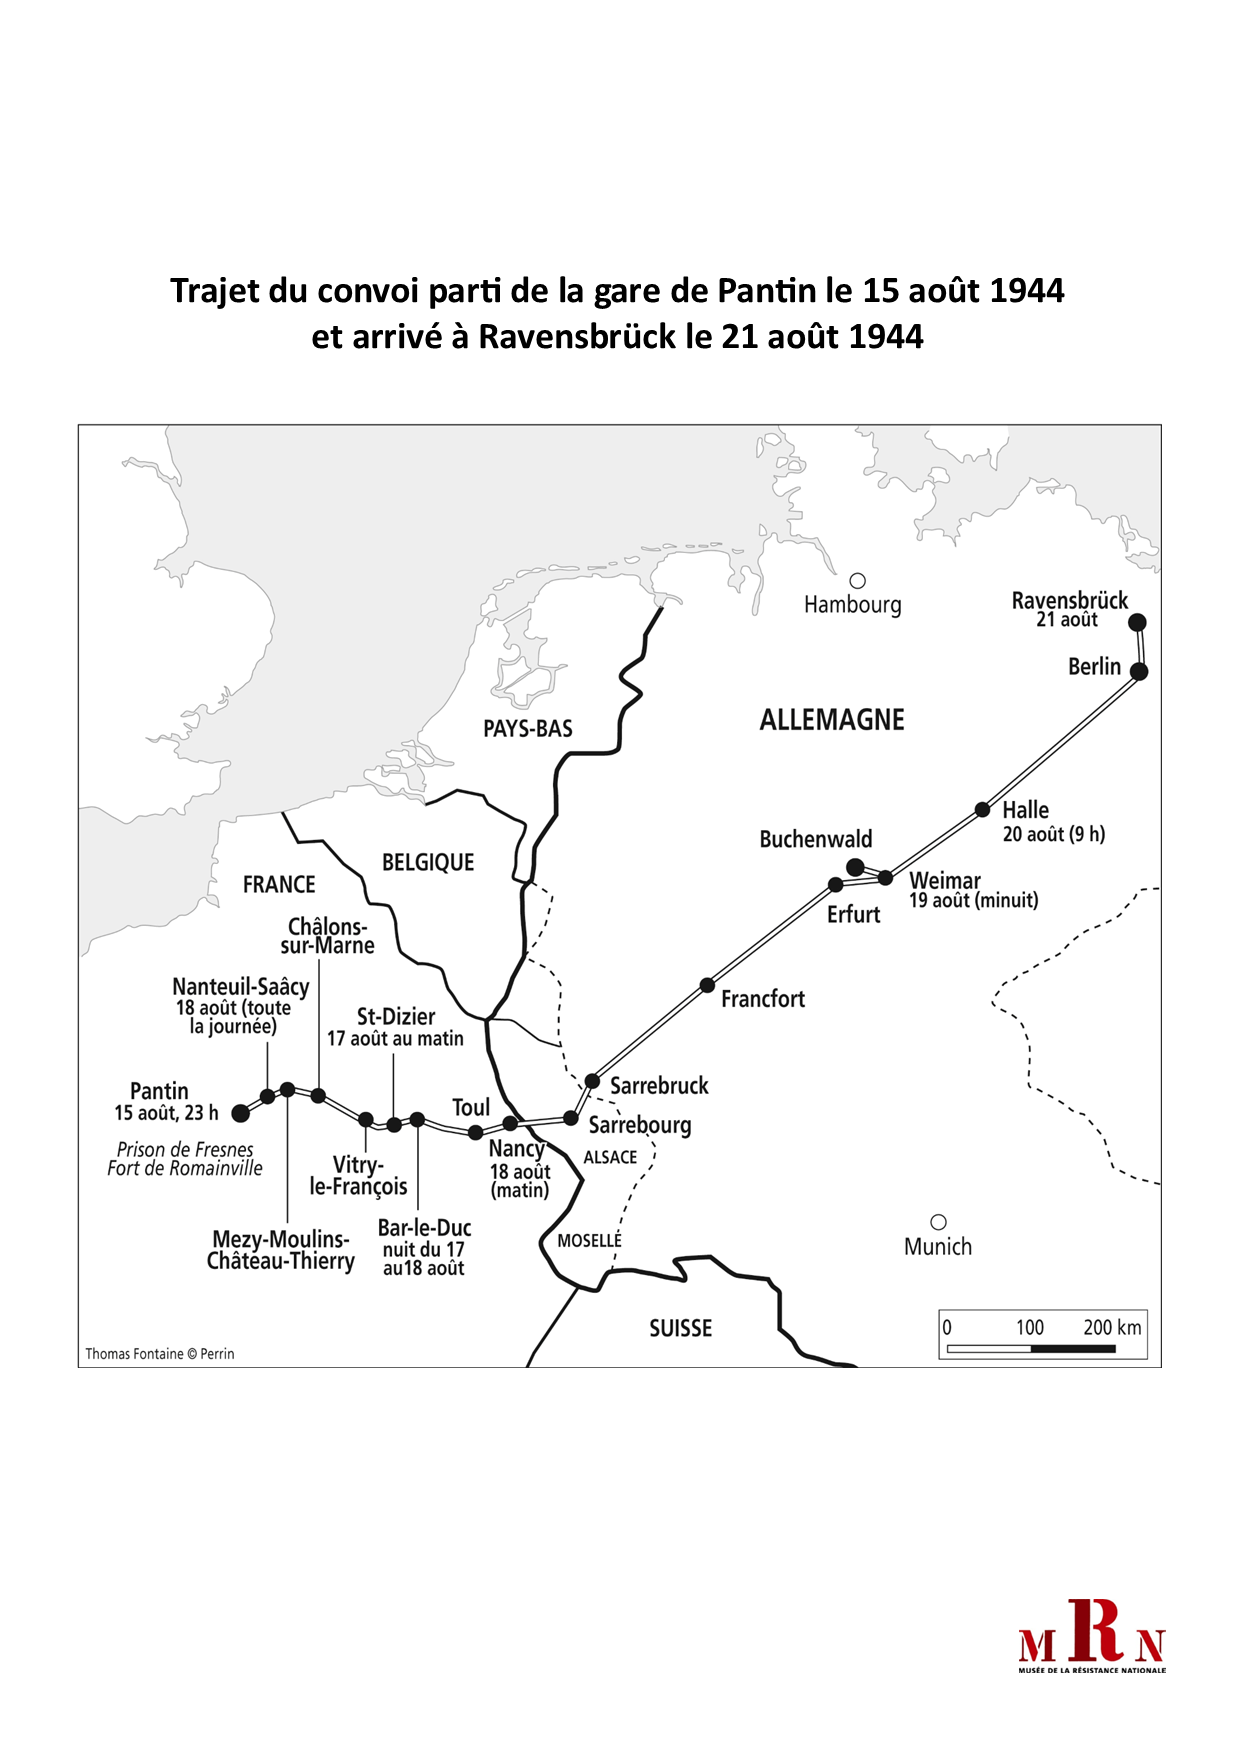 Trajet du convoi parti de la gare de Pantin le 15 août 1944
et arrivé à Ravensbrück le 21 août 1944
Hambourg
Ravensbrück
21 août
Berlin
PAYS-BAS
ALLEMAGNE
Halle
20 août (9 h)
Buchenwald
BELGIQUE
Weimar
19 août (minuit)
FRANCE
Erfurt
Châlons-
sur-Marne
Nanteuil-Saâcy
18 août (toute
la journée)
Francfort
St-Dizier
17 août au matin
Pantin
15 août, 23 h
Sarrebruck
Toul
Sarrebourg
Prison de Fresnes
Fort de Romainville
Nancy
18 août
(matin)
ALSACE
Vitry-
le-François
Mezy-Moulins-
Château-Thierry
Bar-le-Duc
nuit du 17
au18 août
MOSELLE
Munich
SUISSE
0 100 200 km
Thomas Fontaine © Perrin
MRN
MUSÉE DE LA RÉSISTANCE NATIONALE